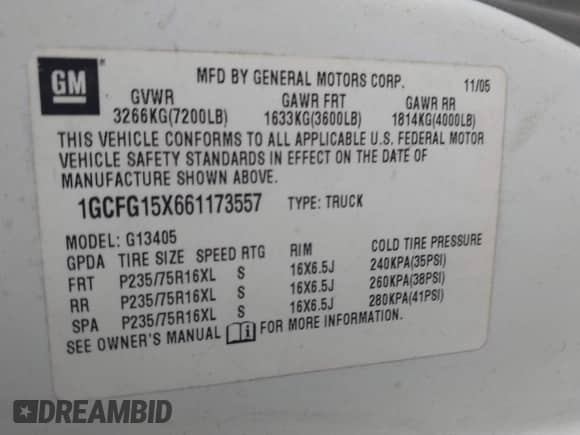 GM
MFD BY GENERAL MOTORS CORP. 11/05
GVWR GAWR FRT GAWR RR
3266KG(7200LB) 1633KG(3600LB) 1814KG(4000LB)
THIS VEHICLE CONFORMS TO ALL APPLICABLE U.S. FEDERAL MOTOR
VEHICLE SAFETY STANDARDS IN EFFECT ON THE DATE OF
MANUFACTURE SHOWN ABOVE.
1GCFG15X661173557 TYPE: TRUCK
MODEL: G13405
GPDA TIRE SIZE SPEED RTG RIM COLD TIRE PRESSURE
FRT P235/75R16XL S 16X6.5J 240KPA(35PSI)
RR P235/75R16XL S 16X6.5J 260KPA(38PSI)
SPA P235/75R16XL S 16X6.5J 280KPA(41PSI)
SEE OWNER'S MANUAL i FOR MORE INFORMATION.
DREAMBID